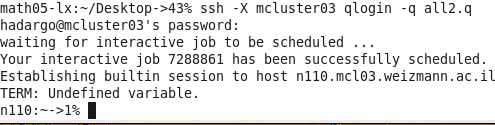 math05-lx:~/Desktop->43% ssh -X mcluster03 qlogin -q all2.q
hadargo@mcluster03's password:
waiting for interactive job to be scheduled ...
Your interactive job 7288861 has been successfully scheduled.
Establishing builtin session to host n110.mcl03.weizmann.ac.il
TERM: Undefined variable.
n110:~->1%